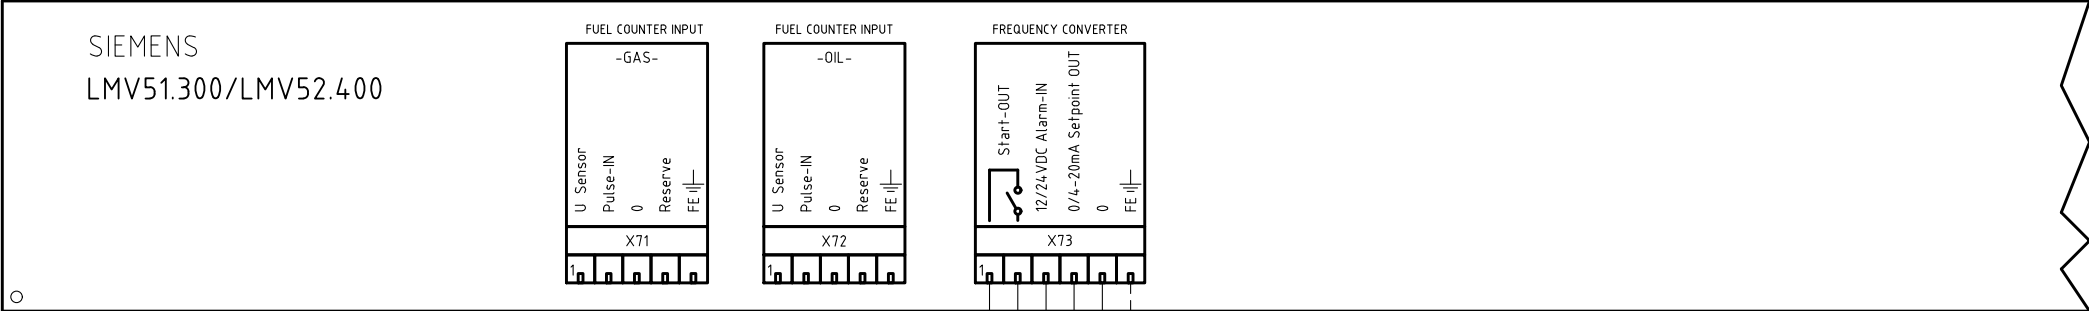 SIEMENS
LMV51.300/LMV52.400
FUEL COUNTER INPUT
-GAS-
U Sensor
Pulse-IN
0
Reserve
FE
X71
1
FUEL COUNTER INPUT
-OIL-
U Sensor
Pulse-IN
0
Reserve
FE
X72
1
FREQUENCY CONVERTER
Start-OUT
12/24VDC Alarm-IN
0/4-20mA Setpoint OUT
0
FE
X73
1